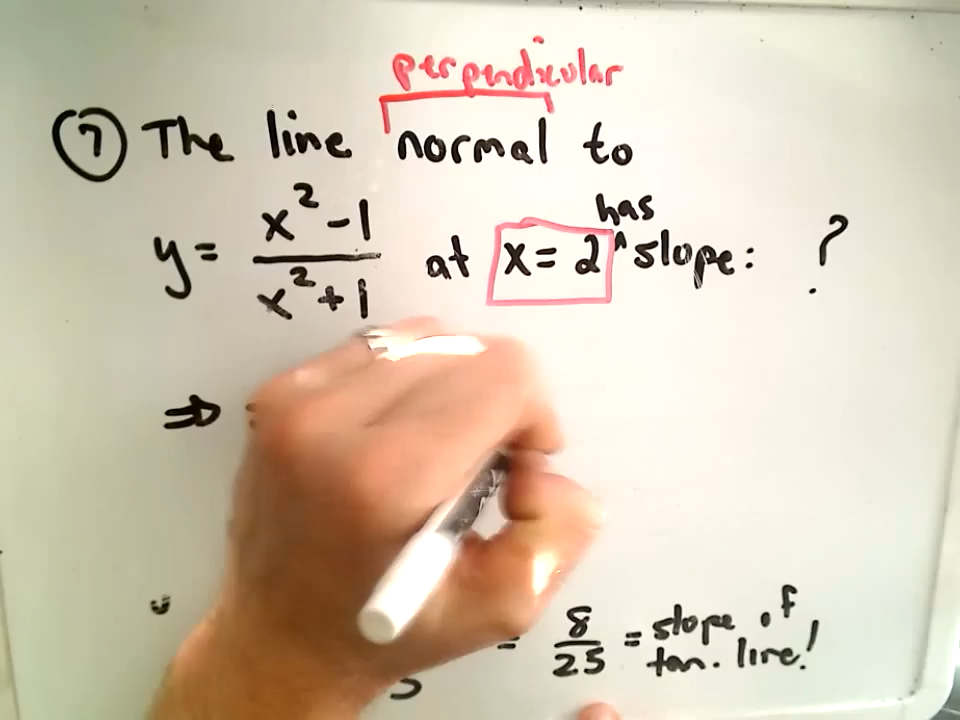 perpendicular
⑦ The line normal to
has
y = x² - 1 / x² + 1 at x = 2 ^ slope: ?
⇒
= 8/25 = slope of
tan. line!